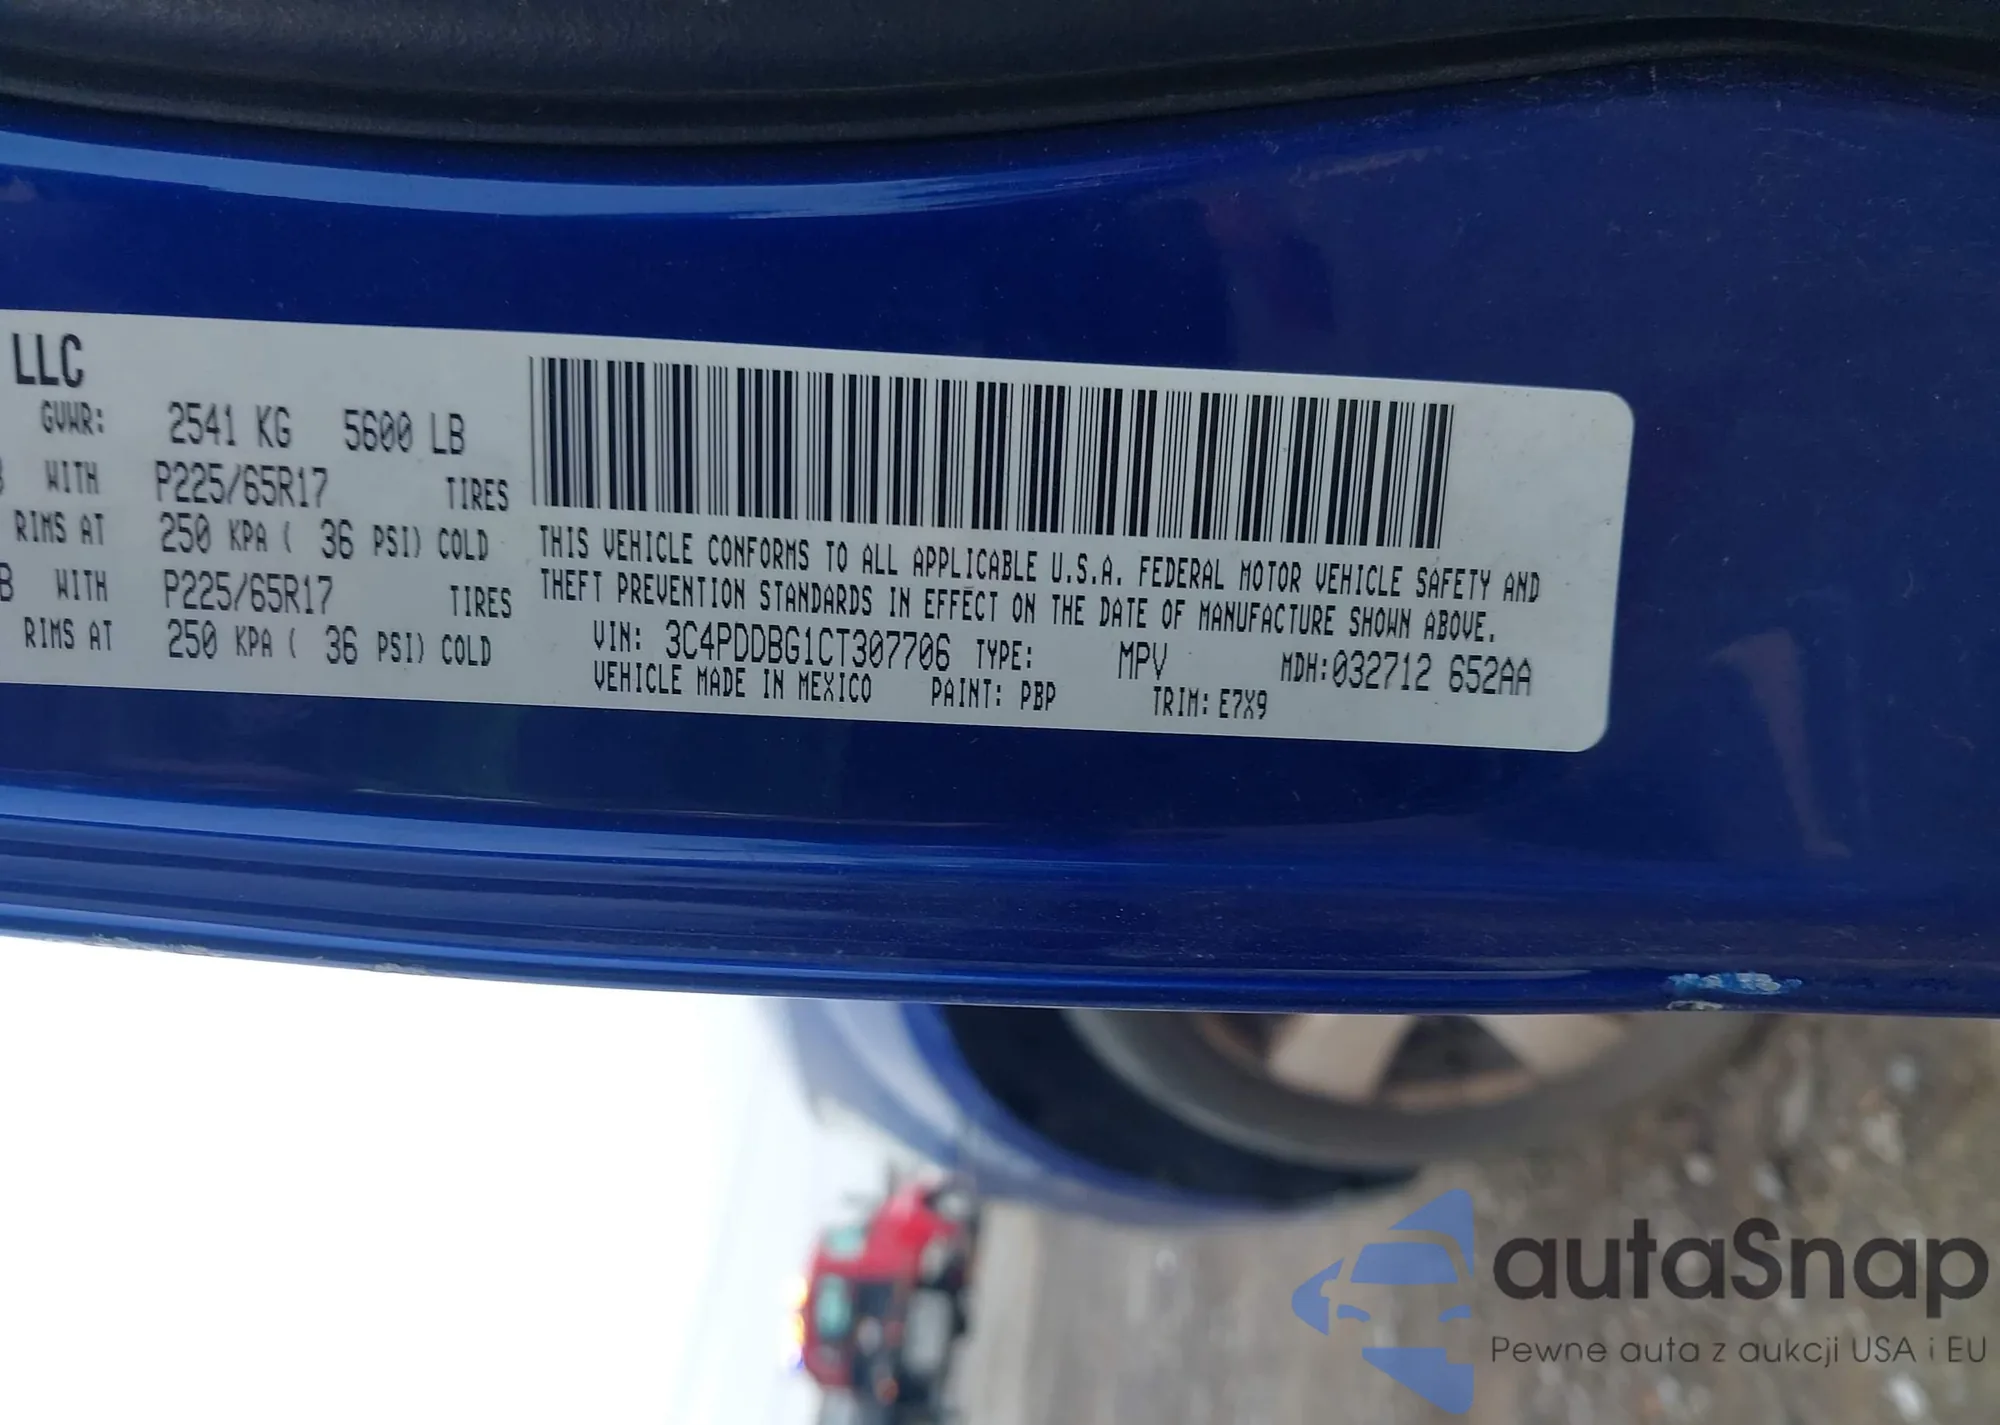 LLC
GVWR: 2541 KG 5600 LB
WITH P225/65R17 TIRES
RIMS AT 250 KPA ( 36 PSI) COLD
B WITH P225/65R17 TIRES
RIMS AT 250 KPA ( 36 PSI) COLD
THIS VEHICLE CONFORMS TO ALL APPLICABLE U.S.A. FEDERAL MOTOR VEHICLE SAFETY AND
THEFT PREVENTION STANDARDS IN EFFECT ON THE DATE OF MANUFACTURE SHOWN ABOVE.
VIN: 3C4PDDBG1CT307706 TYPE: MPV MDH:032712 652AA
VEHICLE MADE IN MEXICO PAINT: PBP TRIM: E7X9
autaSnap
Pewne auta z aukcji USA i EU